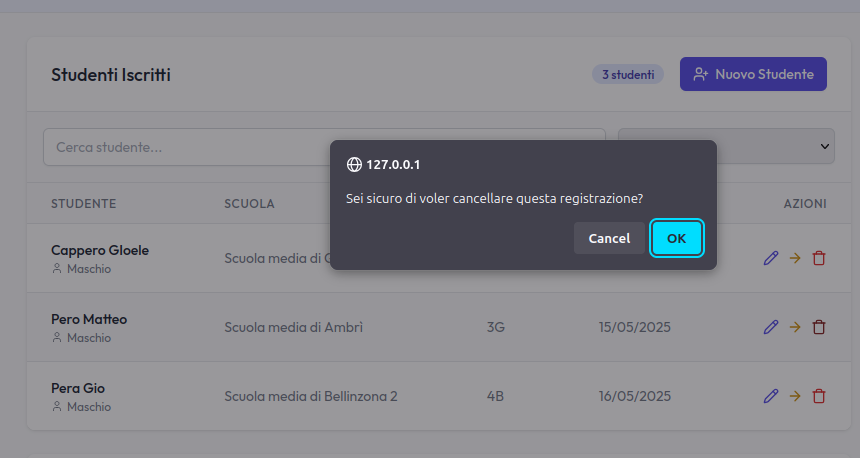 Studenti Iscritti
3 studenti
Nuovo Studente
Cerca studente...
127.0.0.1
Sei sicuro di voler cancellare questa registrazione?
Cancel
OK
STUDENTE SCUOLA AZIONI
Cappero Gloele
Maschio
Scuola media di
Pero Matteo
Maschio
Scuola media di Ambrì 3G 15/05/2025
Pera Gio
Maschio
Scuola media di Bellinzona 2 4B 16/05/2025